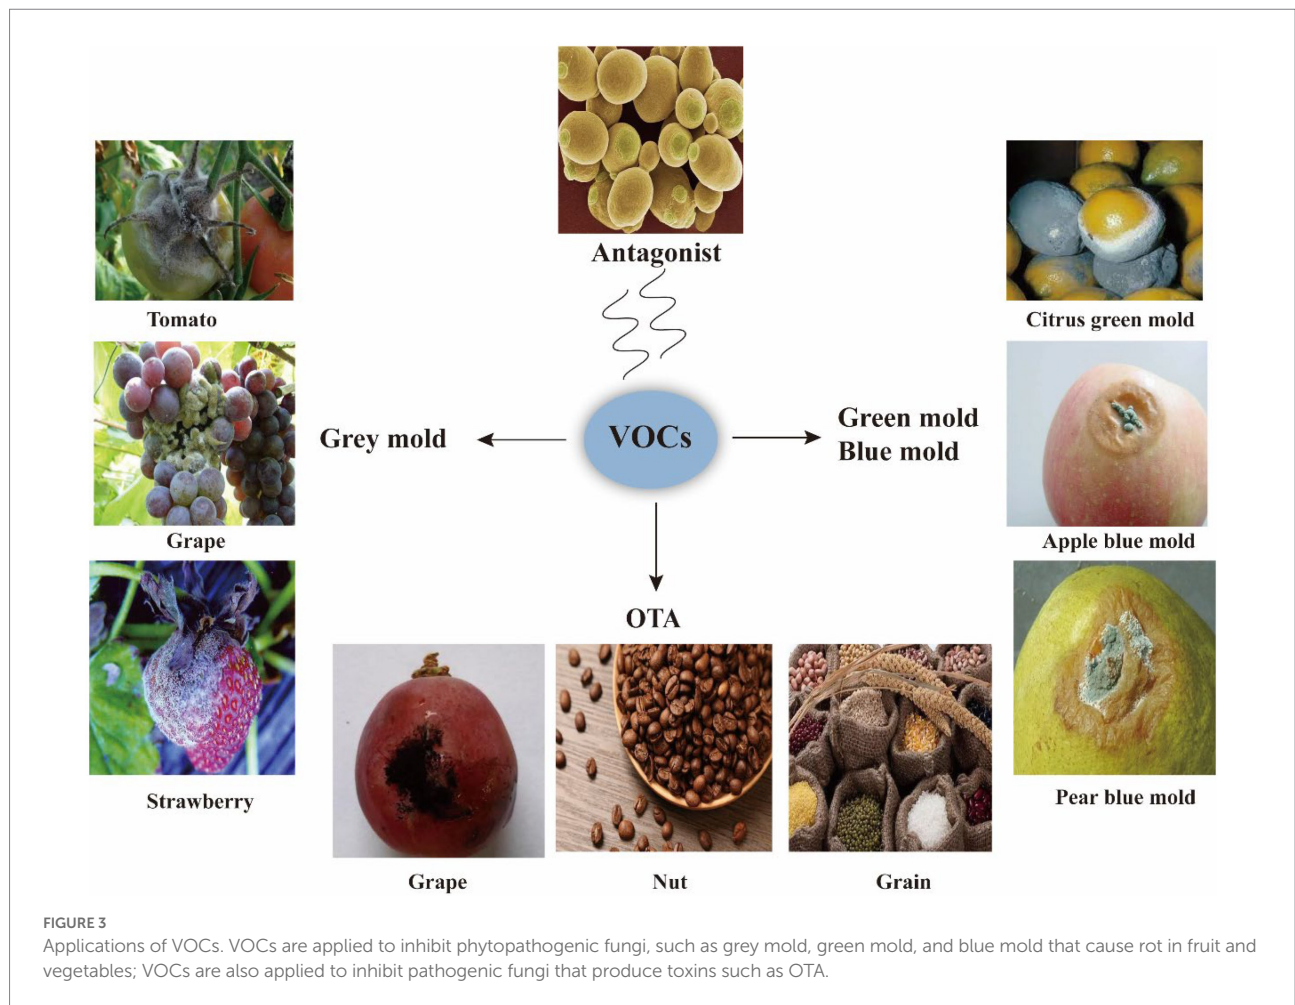 Antagonist
Tomato
Citrus green mold
Grey mold
VOCs
Green mold
Blue mold
Grape
Apple blue mold
OTA
Strawberry
Pear blue mold
Grape
Nut
Grain
FIGURE 3
Applications of VOCs. VOCs are applied to inhibit phytopathogenic fungi, such as grey mold, green mold, and blue mold that cause rot in fruit and
vegetables; VOCs are also applied to inhibit pathogenic fungi that produce toxins such as OTA.